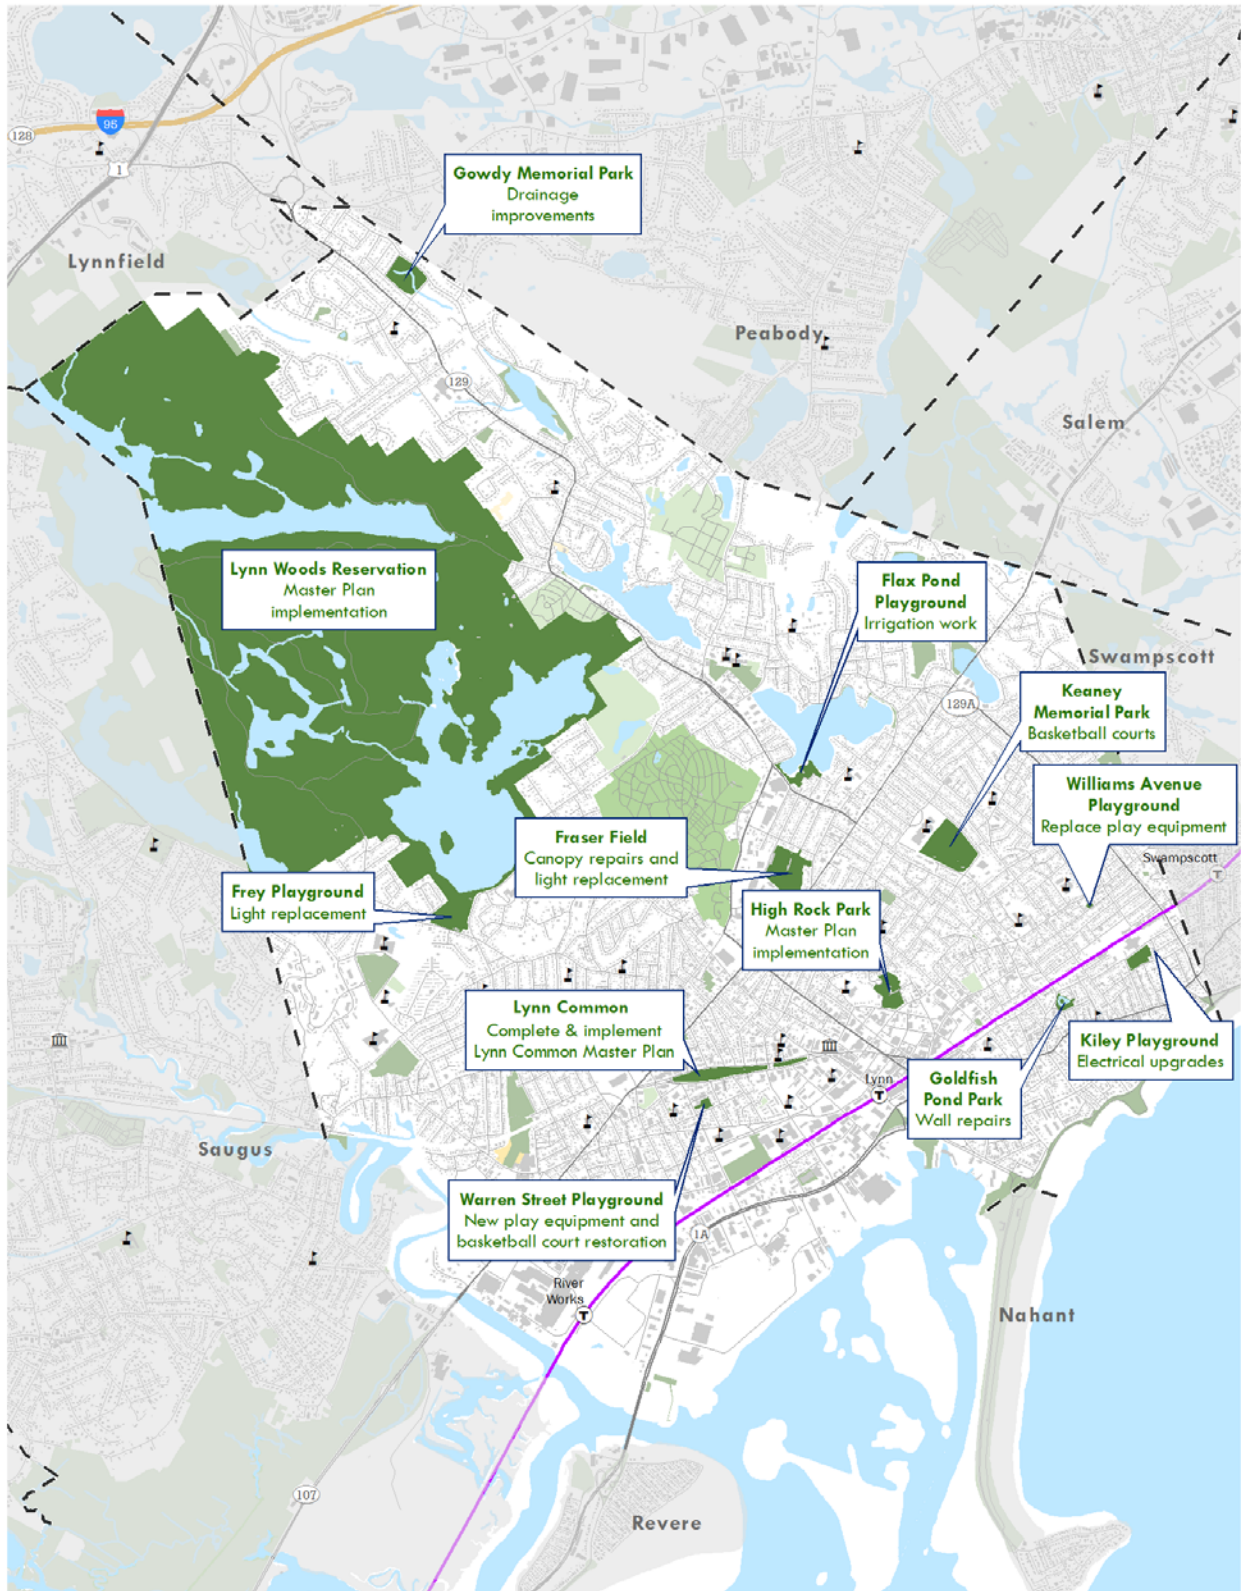 95
128
1
Gowdy Memorial Park
Drainage
improvements
Lynnfield
Peabody
129
Salem
Lynn Woods Reservation
Master Plan
implementation
Flax Pond
Playground
Irrigation work
Swampscott
129A
Keaney
Memorial Park
Basketball courts
Williams Avenue
Playground
Replace play equipment
Fraser Field
Canopy repairs and
light replacement
Swampscott
T
Frey Playground
Light replacement
High Rock Park
Master Plan
implementation
Lynn Common
Complete & implement
Lynn Common Master Plan
Kiley Playground
Electrical upgrades
Lynn
T
Goldfish
Pond Park
Wall repairs
Saugus
Warren Street Playground
New play equipment and
basketball court restoration
1A
River
Works
T
Nahant
107
Revere